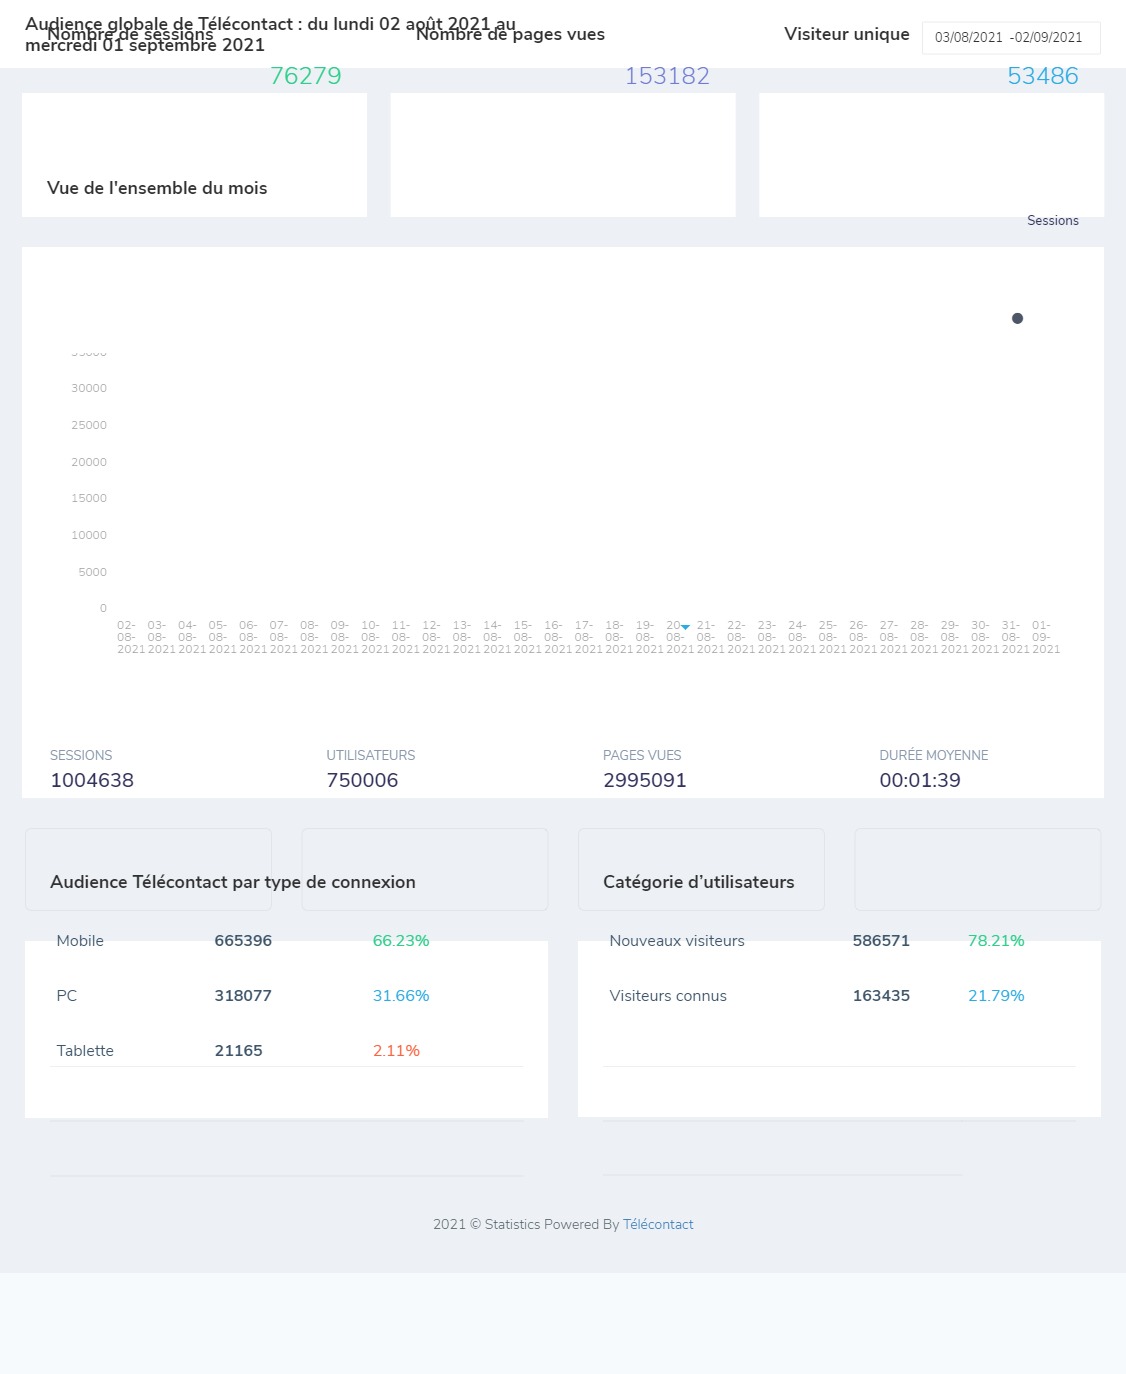 Audience globale de Télécontact : du lundi 02 août 2021 au
mercredi 01 septembre 2021
Nombre de sessions
Nombre de pages vues
Visiteur unique
03/08/2021 -02/09/2021
76279
153182
53486
Vue de l'ensemble du mois
Sessions
35000
30000
25000
20000
15000
10000
5000
0
02- 03- 04- 05- 06- 07- 08- 09- 10- 11- 12- 13- 14- 15- 16- 17- 18- 19- 20- 21- 22- 23- 24- 25- 26- 27- 28- 29- 30- 31- 01-
08- 08- 08- 08- 08- 08- 08- 08- 08- 08- 08- 08- 08- 08- 08- 08- 08- 08- 08- 08- 08- 08- 08- 08- 08- 08- 08- 08- 08- 08- 09-
2021 2021 2021 2021 2021 2021 2021 2021 2021 2021 2021 2021 2021 2021 2021 2021 2021 2021 2021 2021 2021 2021 2021 2021 2021 2021 2021 2021 2021 2021 2021
SESSIONS UTILISATEURS PAGES VUES DURÉE MOYENNE
1004638 750006 2995091 00:01:39
Audience Télécontact par type de connexion
Mobile 665396 66.23%
PC 318077 31.66%
Tablette 21165 2.11%
Catégorie d’utilisateurs
Nouveaux visiteurs 586571 78.21%
Visiteurs connus 163435 21.79%
2021 © Statistics Powered By Télécontact